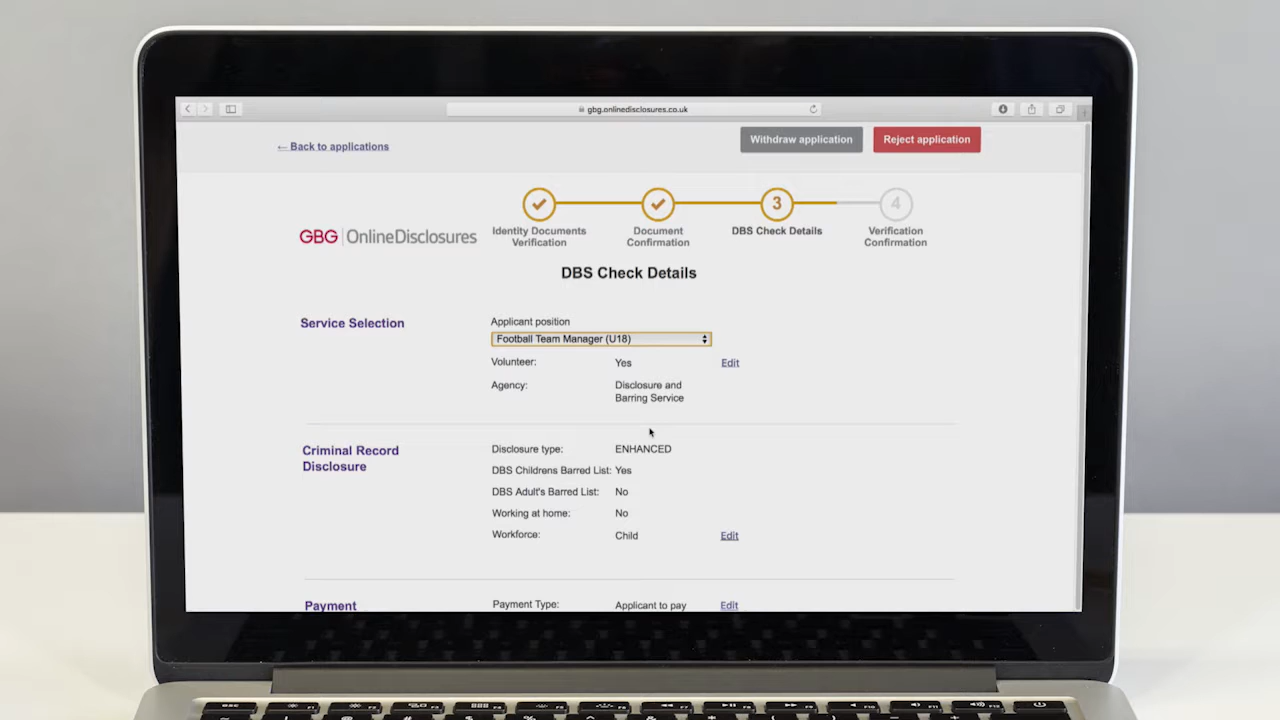 gbg.onlinedisclosures.co.uk
← Back to applications
Withdraw application
Reject application
3
4
Identity Documents
Verification
Document
Confirmation
DBS Check Details
Verification
Confirmation
GBG | OnlineDisclosures
DBS Check Details
Service Selection
Applicant position
Football Team Manager (U18)
Volunteer: Yes Edit
Agency: Disclosure and
Barring Service
Criminal Record
Disclosure
Disclosure type: ENHANCED
DBS Childrens Barred List: Yes
DBS Adult's Barred List: No
Working at home: No
Workforce: Child Edit
Payment
Payment Type: Applicant to pay Edit